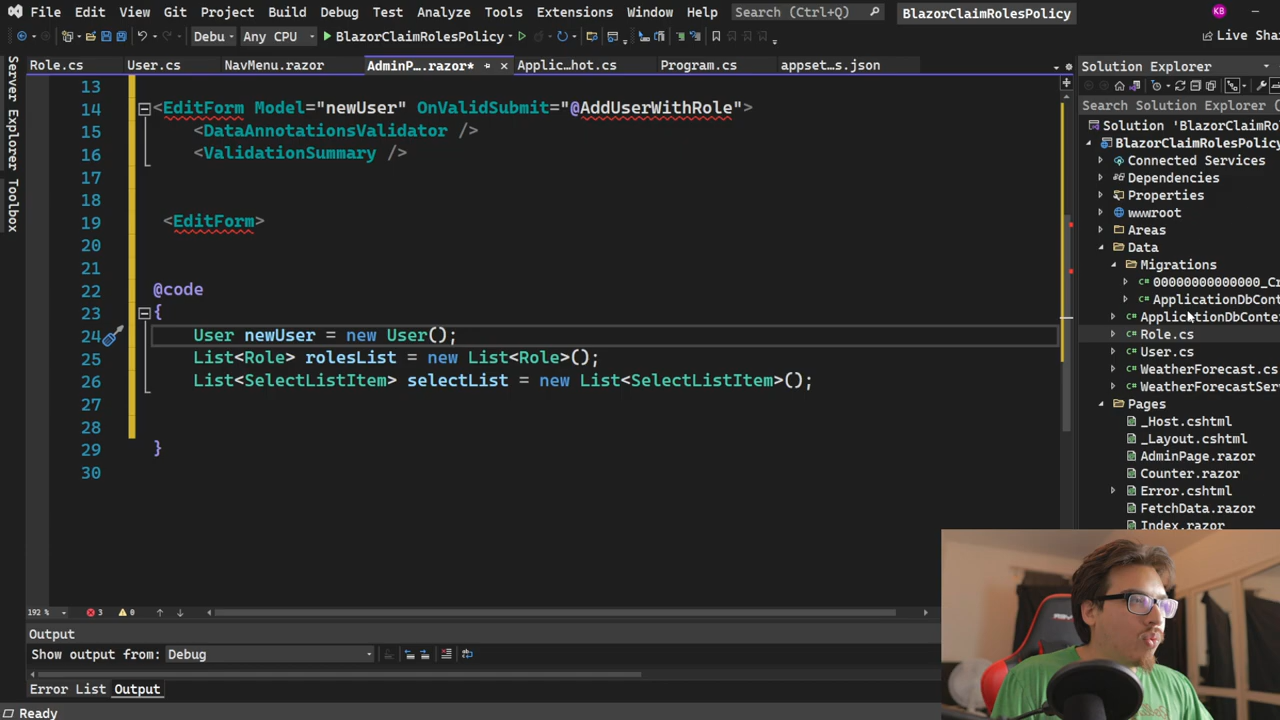 File Edit View Git Project Build Debug Test Analyze Tools Extensions Window Help Search (Ctrl+Q) BlazorClaimRolesPolicy KB
Debu Any CPU BlazorClaimRolesPolicy Live Sha
Server Explorer
Toolbox
Role.cs User.cs NavMenu.razor AdminP...razor* Applic...hot.cs Program.cs appset...s.json
13
14 <EditForm Model="newUser" OnValidSubmit="@AddUserWithRole">
15 <DataAnnotationsValidator />
16 <ValidationSummary />
17
18
19 <EditForm>
20
21
22 @code
23 {
24 User newUser = new User();
25 List<Role> rolesList = new List<Role>();
26 List<SelectListItem> selectList = new List<SelectListItem>();
27
28
29 }
30
192 % 3 0
Output
Show output from: Debug
Error List Output
Ready
Solution Explorer
Search Solution Explorer (
Solution 'BlazorClaimRolesP
BlazorClaimRolesPolicy
Connected Services
Dependencies
Properties
wwwroot
Areas
Data
Migrations
00000000000000_Cr
ApplicationDbCont
ApplicationDbConte
Role.cs
User.cs
WeatherForecast.cs
WeatherForecastServ
Pages
_Host.cshtml
_Layout.cshtml
AdminPage.razor
Counter.razor
Error.cshtml
FetchData.razor
Index.razor